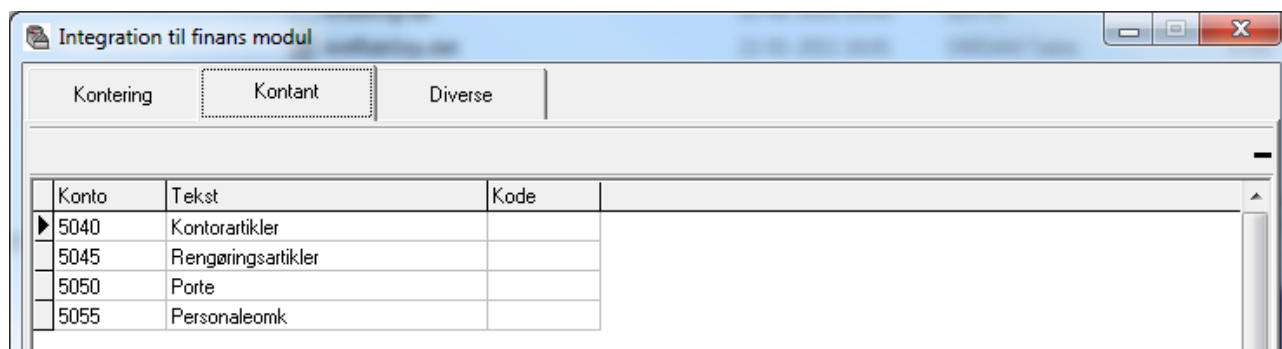 Integration til finans modul
Kontering Kontant Diverse
Konto Tekst Kode
5040 Kontorartikler
5045 Rengøringsartikler
5050 Porte
5055 Personaleomk